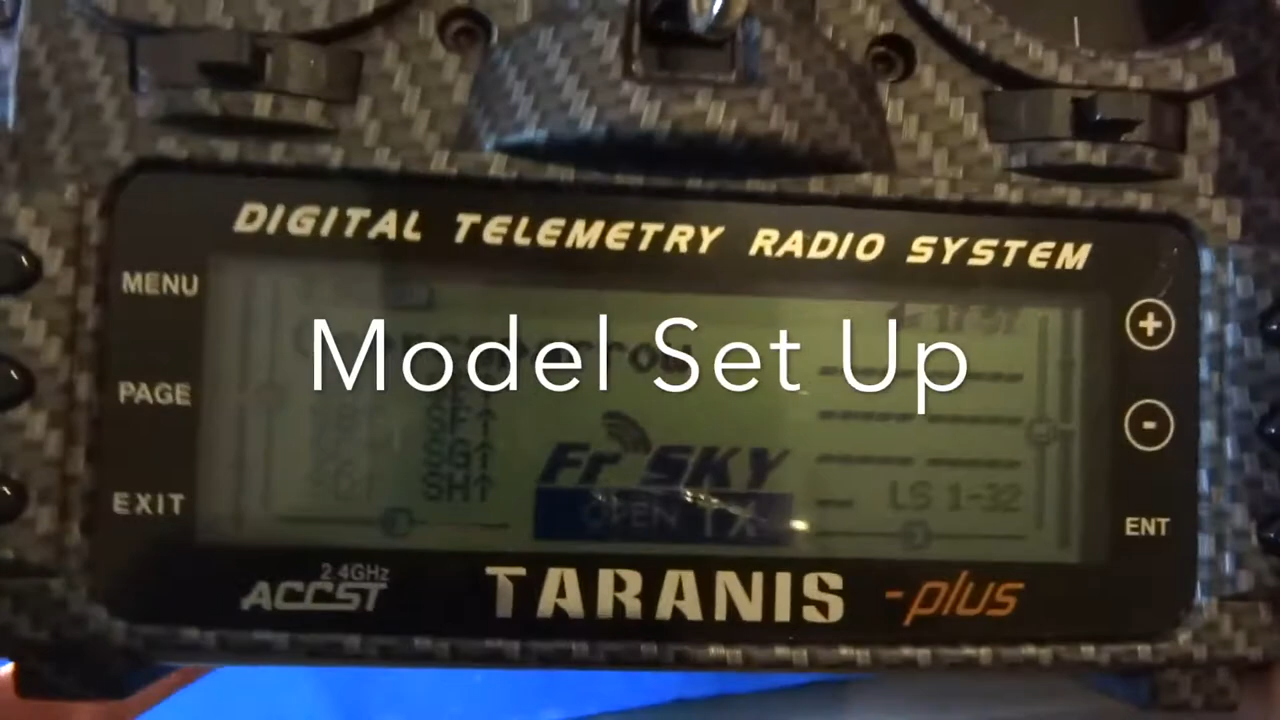 DIGITAL TELEMETRY RADIO SYSTEM
MENU
PAGE
EXIT
Model Set Up
SF↑
SG↑
SH↑
FrSKY
OPEN TX
LS 1-32
ENT
2.4GHz
ACCST
TARANIS -plus